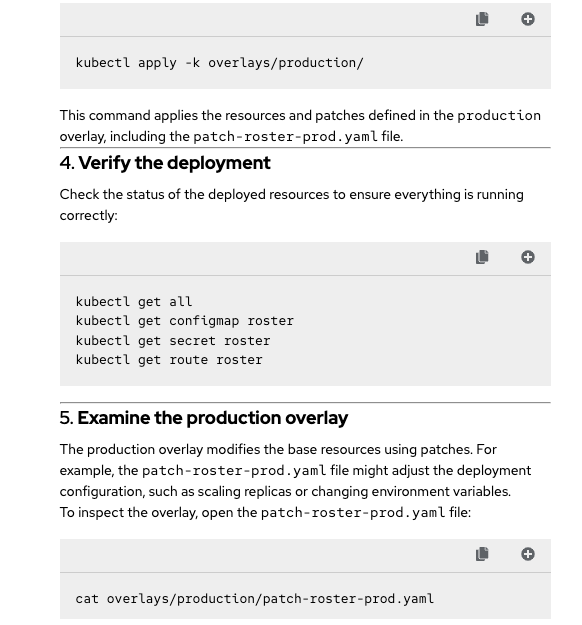 kubectl apply -k overlays/production/
This command applies the resources and patches defined in the production
overlay, including the patch-roster-prod.yaml file.
4. Verify the deployment
Check the status of the deployed resources to ensure everything is running
correctly:
kubectl get all
kubectl get configmap roster
kubectl get secret roster
kubectl get route roster
5. Examine the production overlay
The production overlay modifies the base resources using patches. For
example, the patch-roster-prod.yaml file might adjust the deployment
configuration, such as scaling replicas or changing environment variables.
To inspect the overlay, open the patch-roster-prod.yaml file:
cat overlays/production/patch-roster-prod.yaml